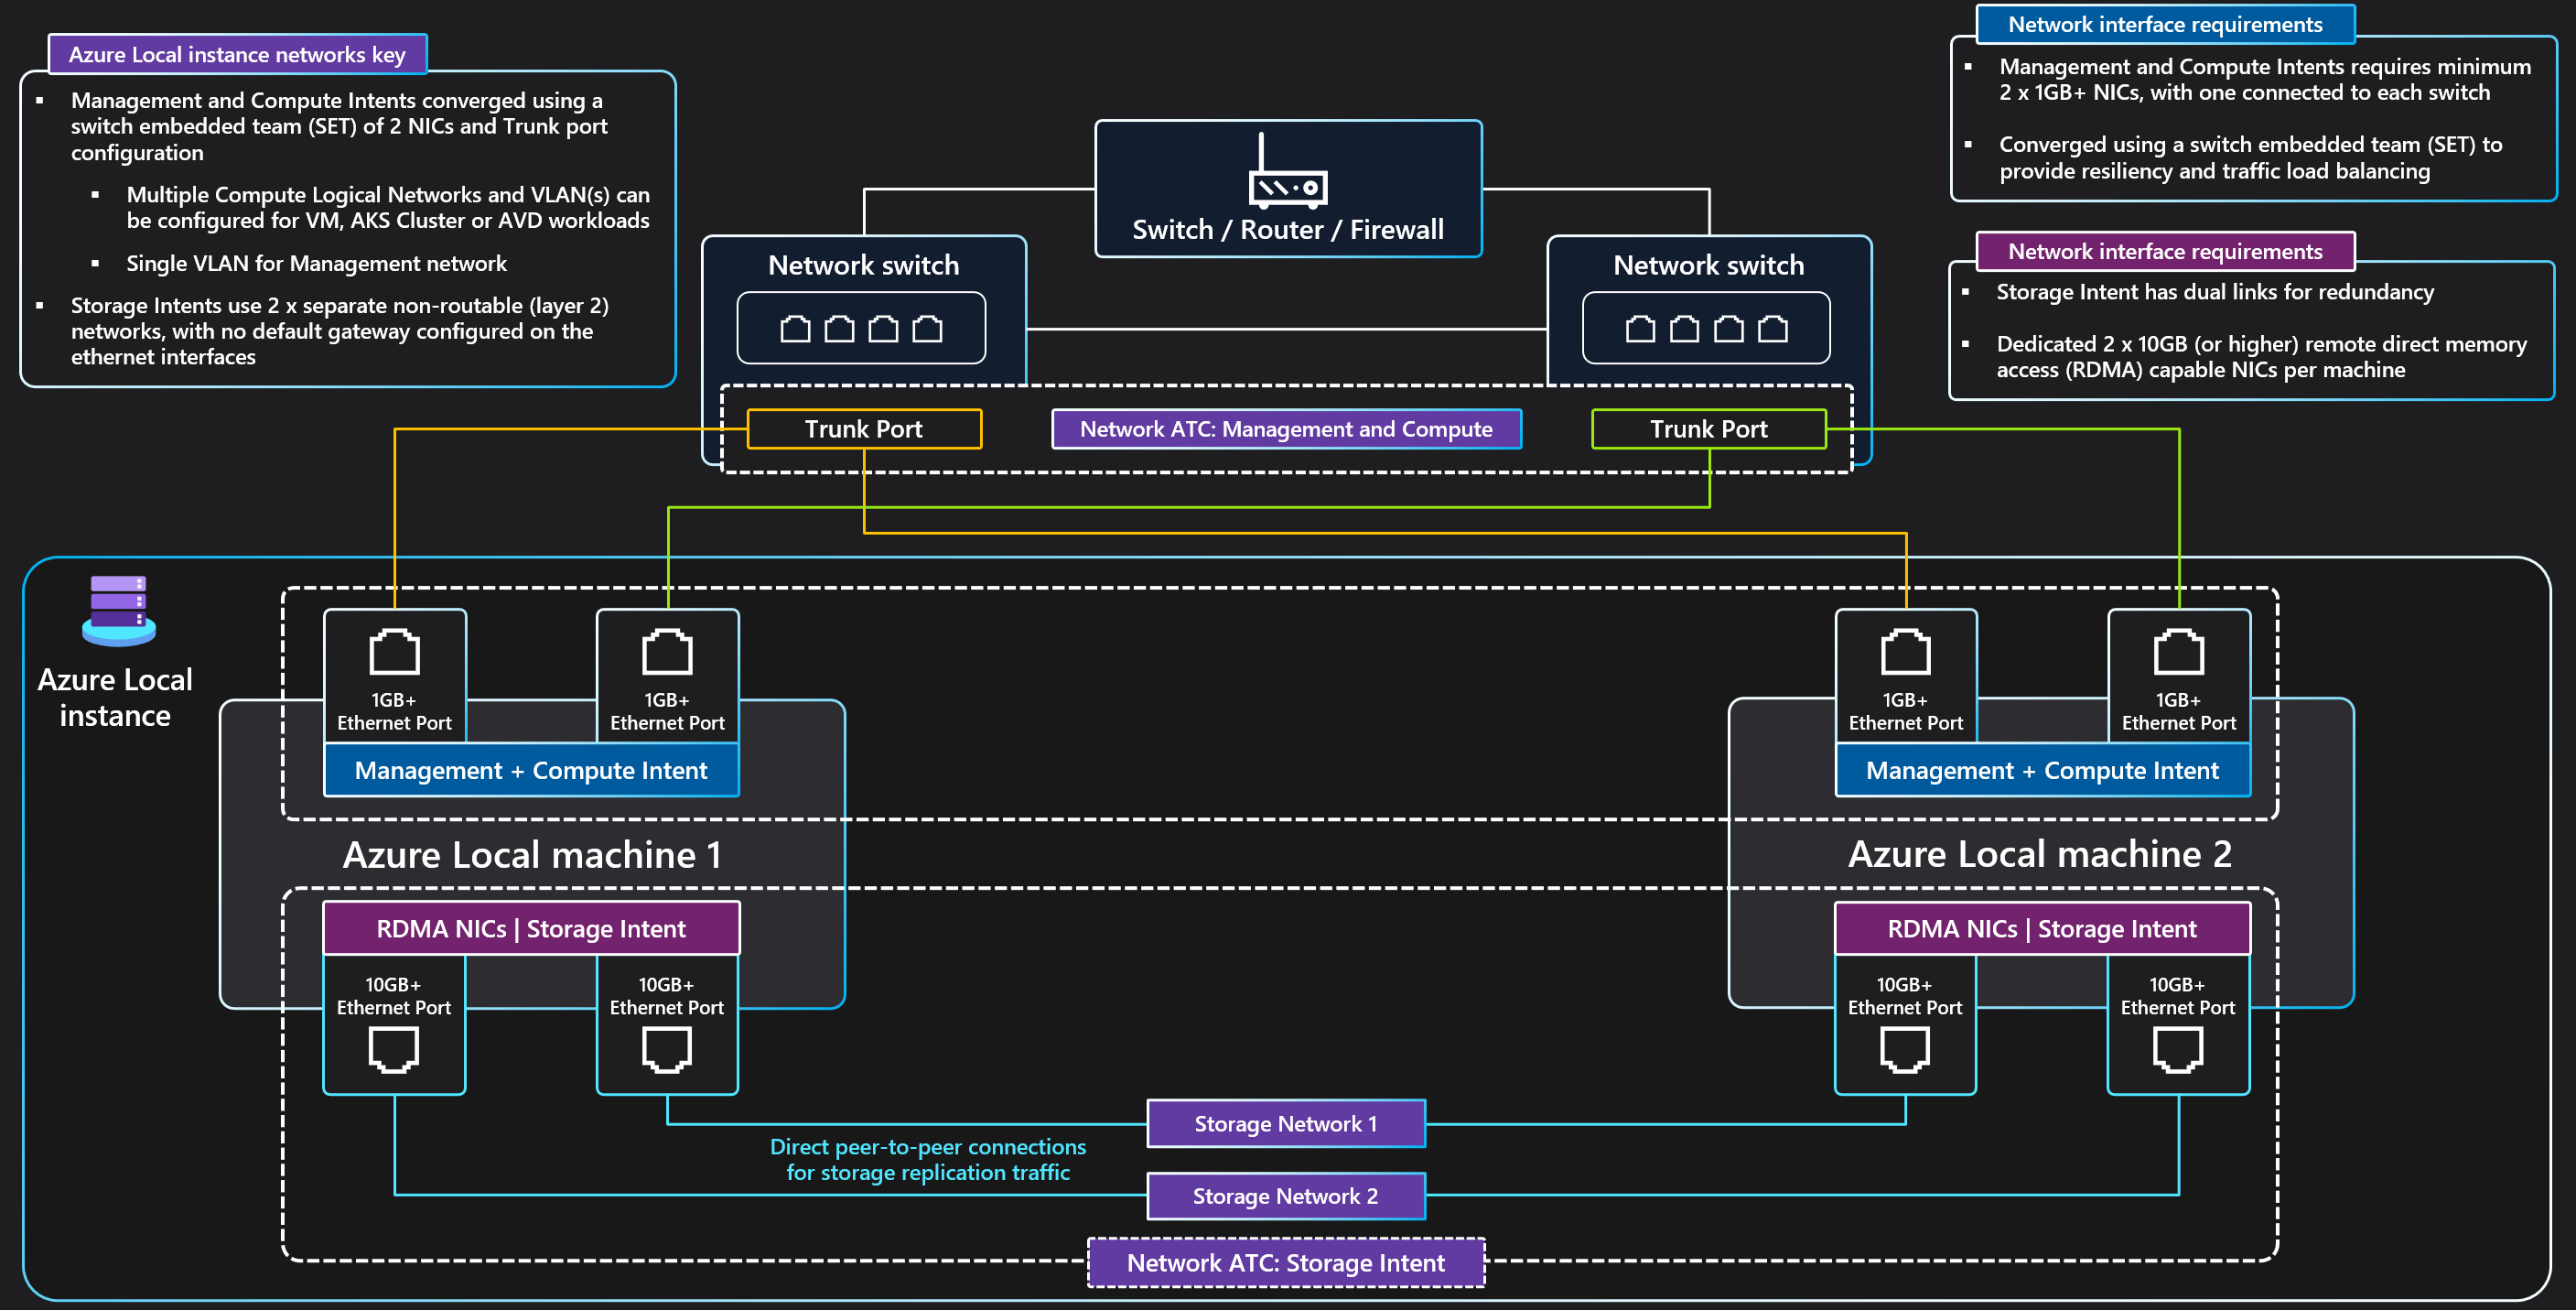 Azure Local instance networks key
▪ Management and Compute Intents converged using a
switch embedded team (SET) of 2 NICs and Trunk port
configuration
▪ Multiple Compute Logical Networks and VLAN(s) can
be configured for VM, AKS Cluster or AVD workloads
▪ Single VLAN for Management network
▪ Storage Intents use 2 x separate non-routable (layer 2)
networks, with no default gateway configured on the
ethernet interfaces
Switch / Router / Firewall
Network switch
Network switch
Network interface requirements
▪ Management and Compute Intents requires minimum
2 x 1GB+ NICs, with one connected to each switch
▪ Converged using a switch embedded team (SET) to
provide resiliency and traffic load balancing
Network interface requirements
▪ Storage Intent has dual links for redundancy
▪ Dedicated 2 x 10GB (or higher) remote direct memory
access (RDMA) capable NICs per machine
Trunk Port
Network ATC: Management and Compute
Trunk Port
Azure Local
instance
1GB+
Ethernet Port
1GB+
Ethernet Port
Management + Compute Intent
Azure Local machine 1
RDMA NICs | Storage Intent
10GB+
Ethernet Port
10GB+
Ethernet Port
1GB+
Ethernet Port
1GB+
Ethernet Port
Management + Compute Intent
Azure Local machine 2
RDMA NICs | Storage Intent
10GB+
Ethernet Port
10GB+
Ethernet Port
Storage Network 1
Direct peer-to-peer connections
for storage replication traffic
Storage Network 2
Network ATC: Storage Intent